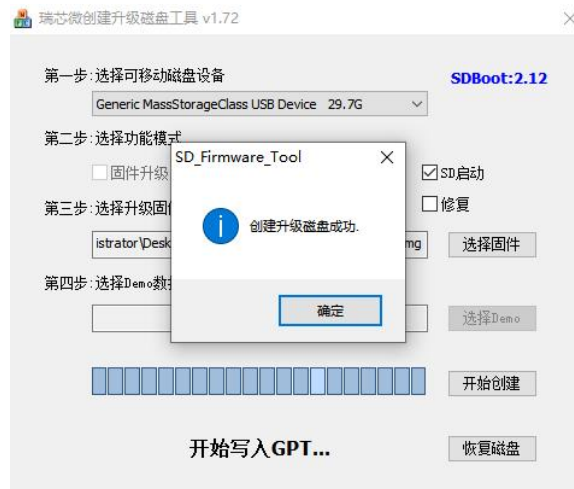 瑞芯微创建升级磁盘工具 v1.72
第一步:选择可移动磁盘设备
SDBoot:2.12
Generic MassStorageClass USB Device 29.7G
第二步:选择功能模式
固件升级
SD启动
修复
第三步:选择升级固
istrator\Desk
mg
选择固件
第四步:选择Demo数
选择Demo
SD_Firmware_Tool
创建升级磁盘成功.
确定
开始创建
开始写入GPT...
恢复磁盘